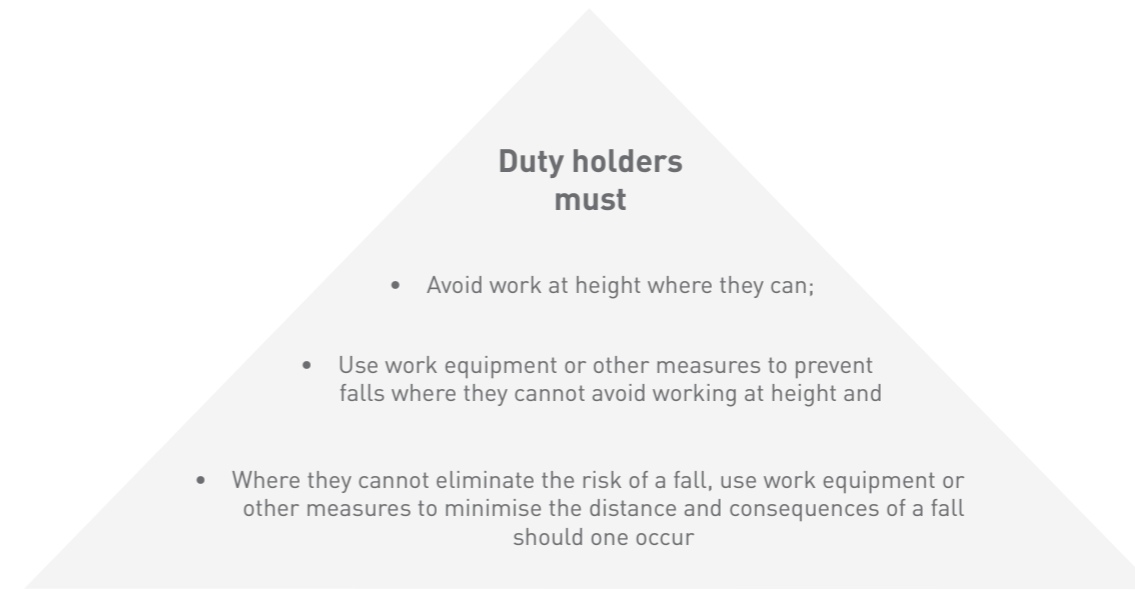 Duty holders
must
• Avoid work at height where they can;
• Use work equipment or other measures to prevent
falls where they cannot avoid working at height and
• Where they cannot eliminate the risk of a fall, use work equipment or
other measures to minimise the distance and consequences of a fall
should one occur